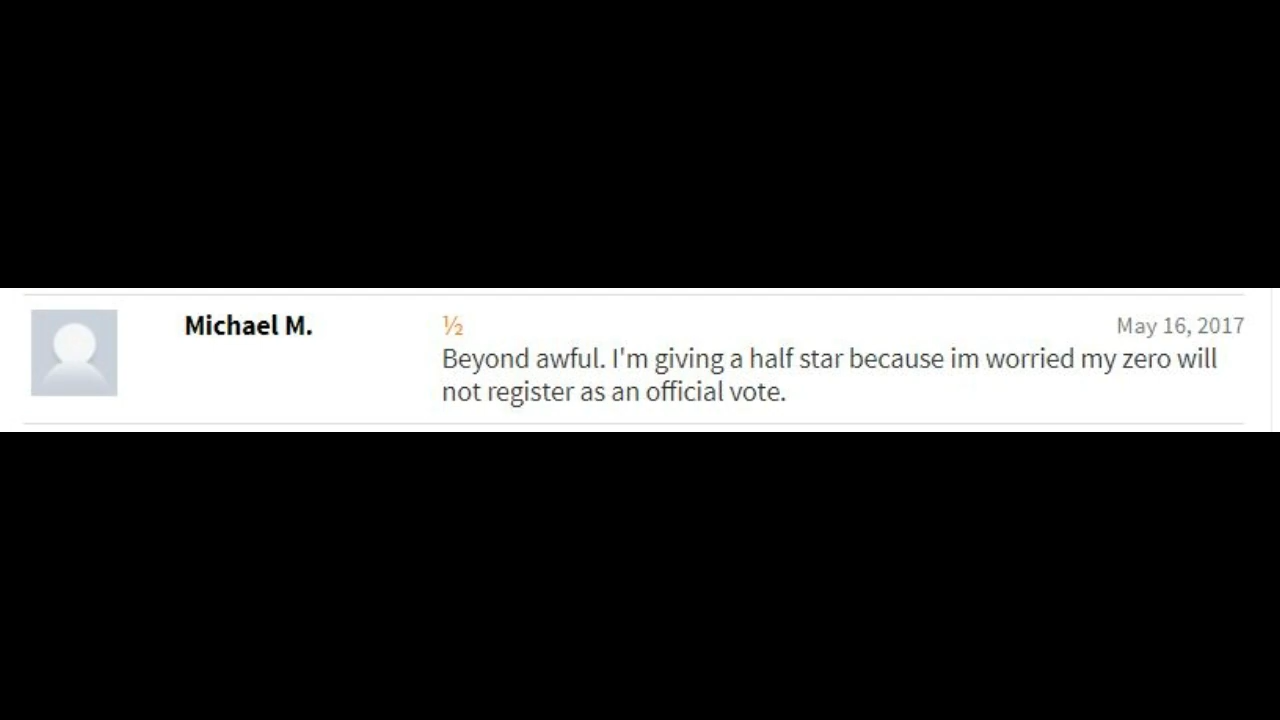 Michael M.
½
May 16, 2017
Beyond awful. I'm giving a half star because im worried my zero will
not register as an official vote.